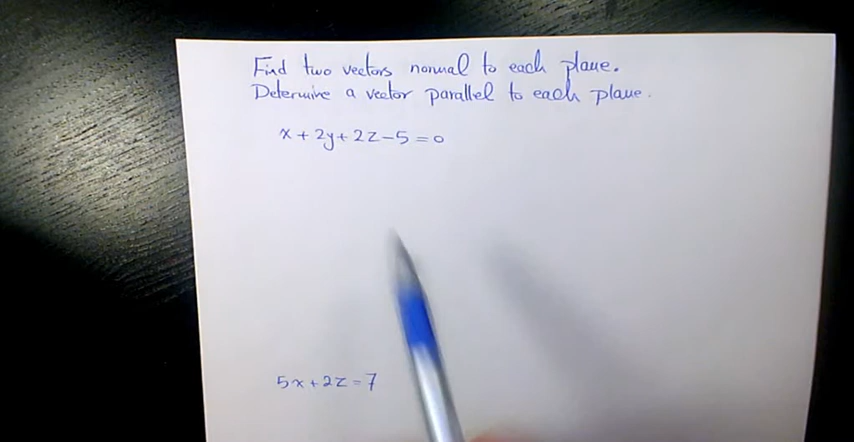 Find two vectors normal to each plane.
Determine a vector parallel to each plane.
x + 2y + 2z - 5 = 0
5x + 2z = 7